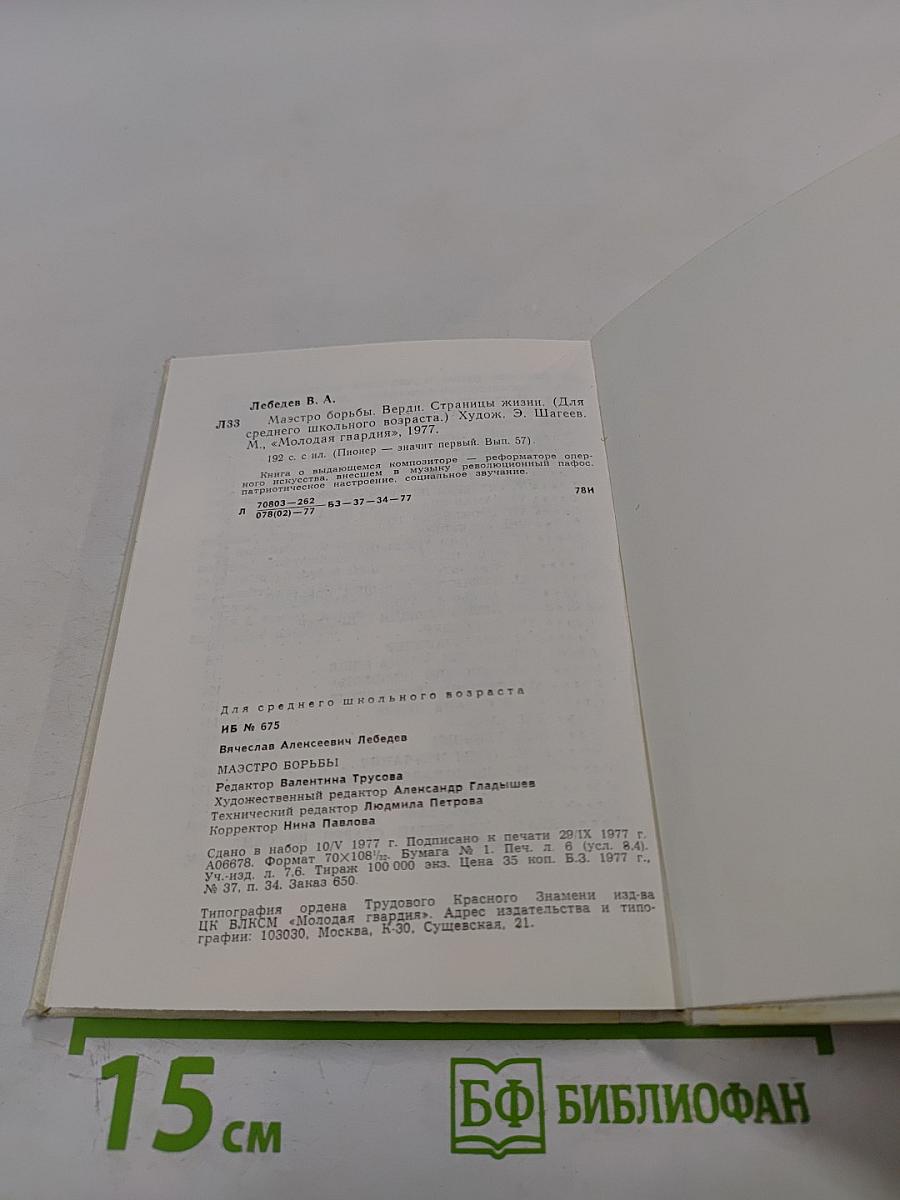 Лебедев В. А.
Л33 Маэстро борьбы. Верди. Страницы жизни. (Для
среднего школьного возраста.) Худож. Э. Шагеев.
М., «Молодая гвардия», 1977.
192 с. с ил. (Пионер — значит первый. Вып. 57).
Книга о выдающемся композиторе — реформаторе опер-
ного искусства, внесшем в музыку революционный пафос,
патриотическое настроение, социальное звучание.
Л 70803—262 —БЗ—37—34—77 78И
078(02)—77
Для среднего школьного возраста
ИБ № 675
Вячеслав Алексеевич Лебедев
МАЭСТРО БОРЬБЫ
Редактор Валентина Трусова
Художественный редактор Александр Гладышев
Технический редактор Людмила Петрова
Корректор Нина Павлова
Сдано в набор 10/V 1977 г. Подписано к печати 29/IX 1977 г.
А06678. Формат 70×108¹/₃₂. Бумага № 1. Печ. л. 6 (усл. 8,4).
Уч.-изд. л. 7,6. Тираж 100 000 экз. Цена 35 коп. Б.З. 1977 г.,
№ 37, п. 34. Заказ 650.
Типография ордена Трудового Красного Знамени изд-ва
ЦК ВЛКСМ «Молодая гвардия». Адрес издательства и типо-
графии: 103030, Москва, К-30, Сущевская, 21.
15 см
БФ БИБЛИОФАН